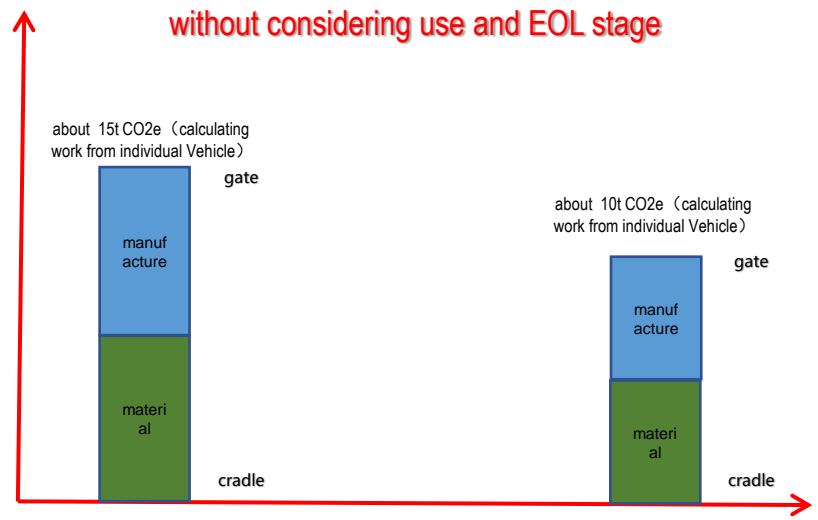 without considering use and EOL stage
about 15t CO2e（calculating
work from individual Vehicle）
gate
manuf
acture
materi
al
cradle
about 10t CO2e（calculating
work from individual Vehicle）
gate
manuf
acture
materi
al
cradle